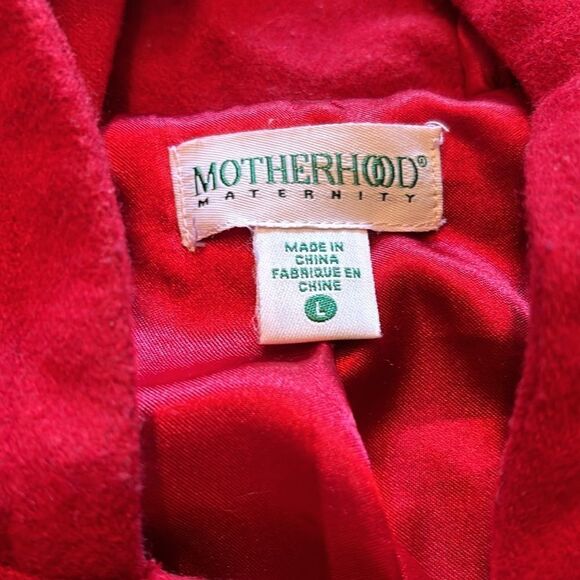 MOTHERHOOD®
MATERNITY
MADE IN
CHINA
FABRIQUE EN
CHINE
L